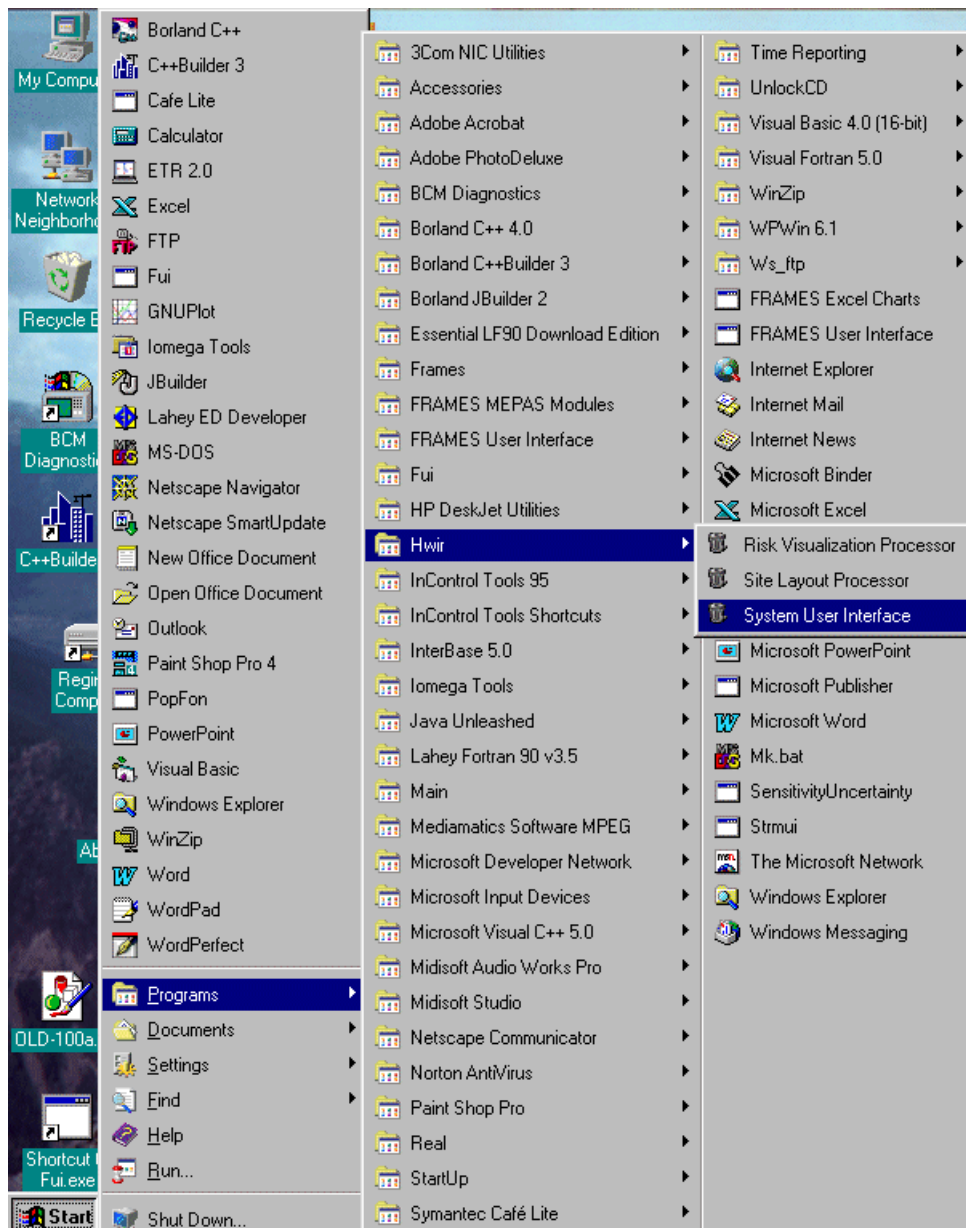 My Compu
Network
Neighborho
Recycle B
BCM
Diagnosti
C++Builde
Regin
Comp
Ab
OLD-100a.
Shortcut t
Fui.exe
Start
Borland C++
C++Builder 3
Cafe Lite
Calculator
ETR 2.0
Excel
FTP
Fui
GNUPlot
Iomega Tools
JBuilder
Lahey ED Developer
MS-DOS
Netscape Navigator
Netscape SmartUpdate
New Office Document
Open Office Document
Outlook
Paint Shop Pro 4
PopFon
PowerPoint
Visual Basic
Windows Explorer
WinZip
Word
WordPad
WordPerfect
Programs
Documents
Settings
Find
Help
Run...
Shut Down...
3Com NIC Utilities
Accessories
Adobe Acrobat
Adobe PhotoDeluxe
BCM Diagnostics
Borland C++ 4.0
Borland C++Builder 3
Borland JBuilder 2
Essential LF90 Download Edition
Frames
FRAMES MEPAS Modules
FRAMES User Interface
Fui
HP DeskJet Utilities
Hwir
InControl Tools 95
InControl Tools Shortcuts
InterBase 5.0
Iomega Tools
Java Unleashed
Lahey Fortran 90 v3.5
Main
Mediamatics Software MPEG
Microsoft Developer Network
Microsoft Input Devices
Microsoft Visual C++ 5.0
Midisoft Audio Works Pro
Midisoft Studio
Netscape Communicator
Norton AntiVirus
Paint Shop Pro
Real
StartUp
Symantec Café Lite
Time Reporting
UnlockCD
Visual Basic 4.0 (16-bit)
Visual Fortran 5.0
WinZip
WPWin 6.1
Ws_ftp
FRAMES Excel Charts
FRAMES User Interface
Internet Explorer
Internet Mail
Internet News
Microsoft Binder
Microsoft Excel
Risk Visualization Processor
Site Layout Processor
System User Interface
Microsoft PowerPoint
Microsoft Publisher
Microsoft Word
Mk.bat
SensitivityUncertainty
Strmui
The Microsoft Network
Windows Explorer
Windows Messaging